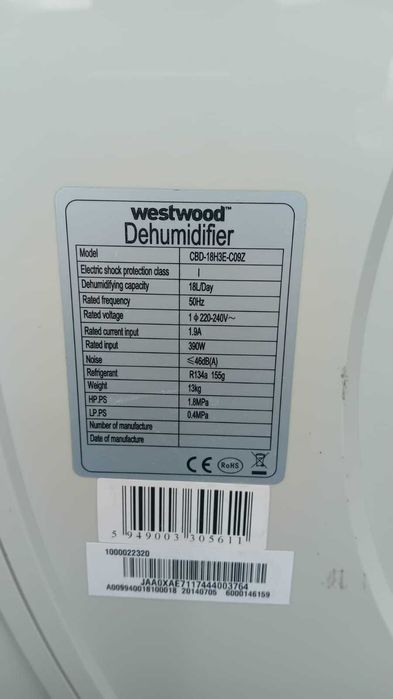 westwood™
Dehumidifier
Model CBD-18H3E-C09Z
Electric shock protection class I
Dehumidifying capacity 18L/Day
Rated frequency 50Hz
Rated voltage 1ϕ220-240V~
Rated current input 1.9A
Rated input 390W
Noise ≤46dB(A)
Refrigerant R134a 155g
Weight 13kg
HP.PS 1.8MPa
LP.PS 0.4MPa
Number of manufacture
Date of manufacture
CE RoHS
5 949003 305611
1000022320
JAA0XAE7117444003764
A0059940018100018 20140705 6000146159